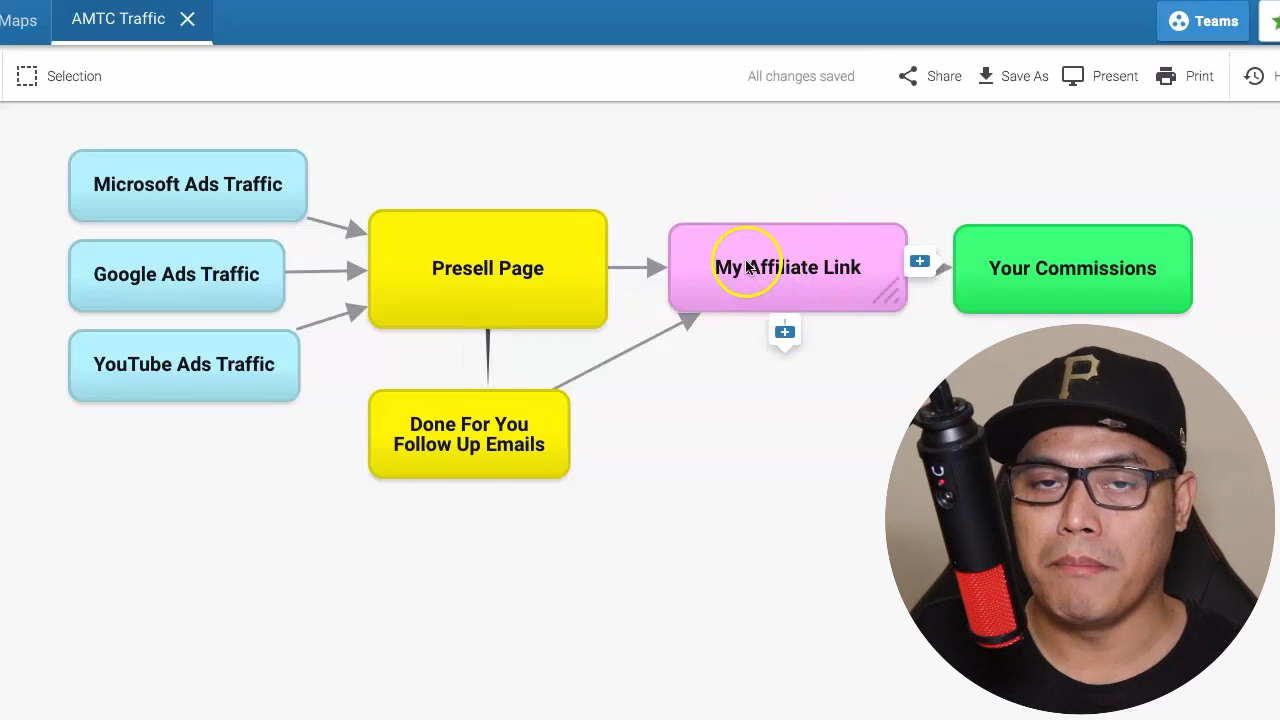 Maps
AMTC Traffic
Teams
Selection
All changes saved
Share
Save As
Present
Print
Microsoft Ads Traffic
Google Ads Traffic
YouTube Ads Traffic
Presell Page
Done For You
Follow Up Emails
My Affiliate Link
Your Commissions
P